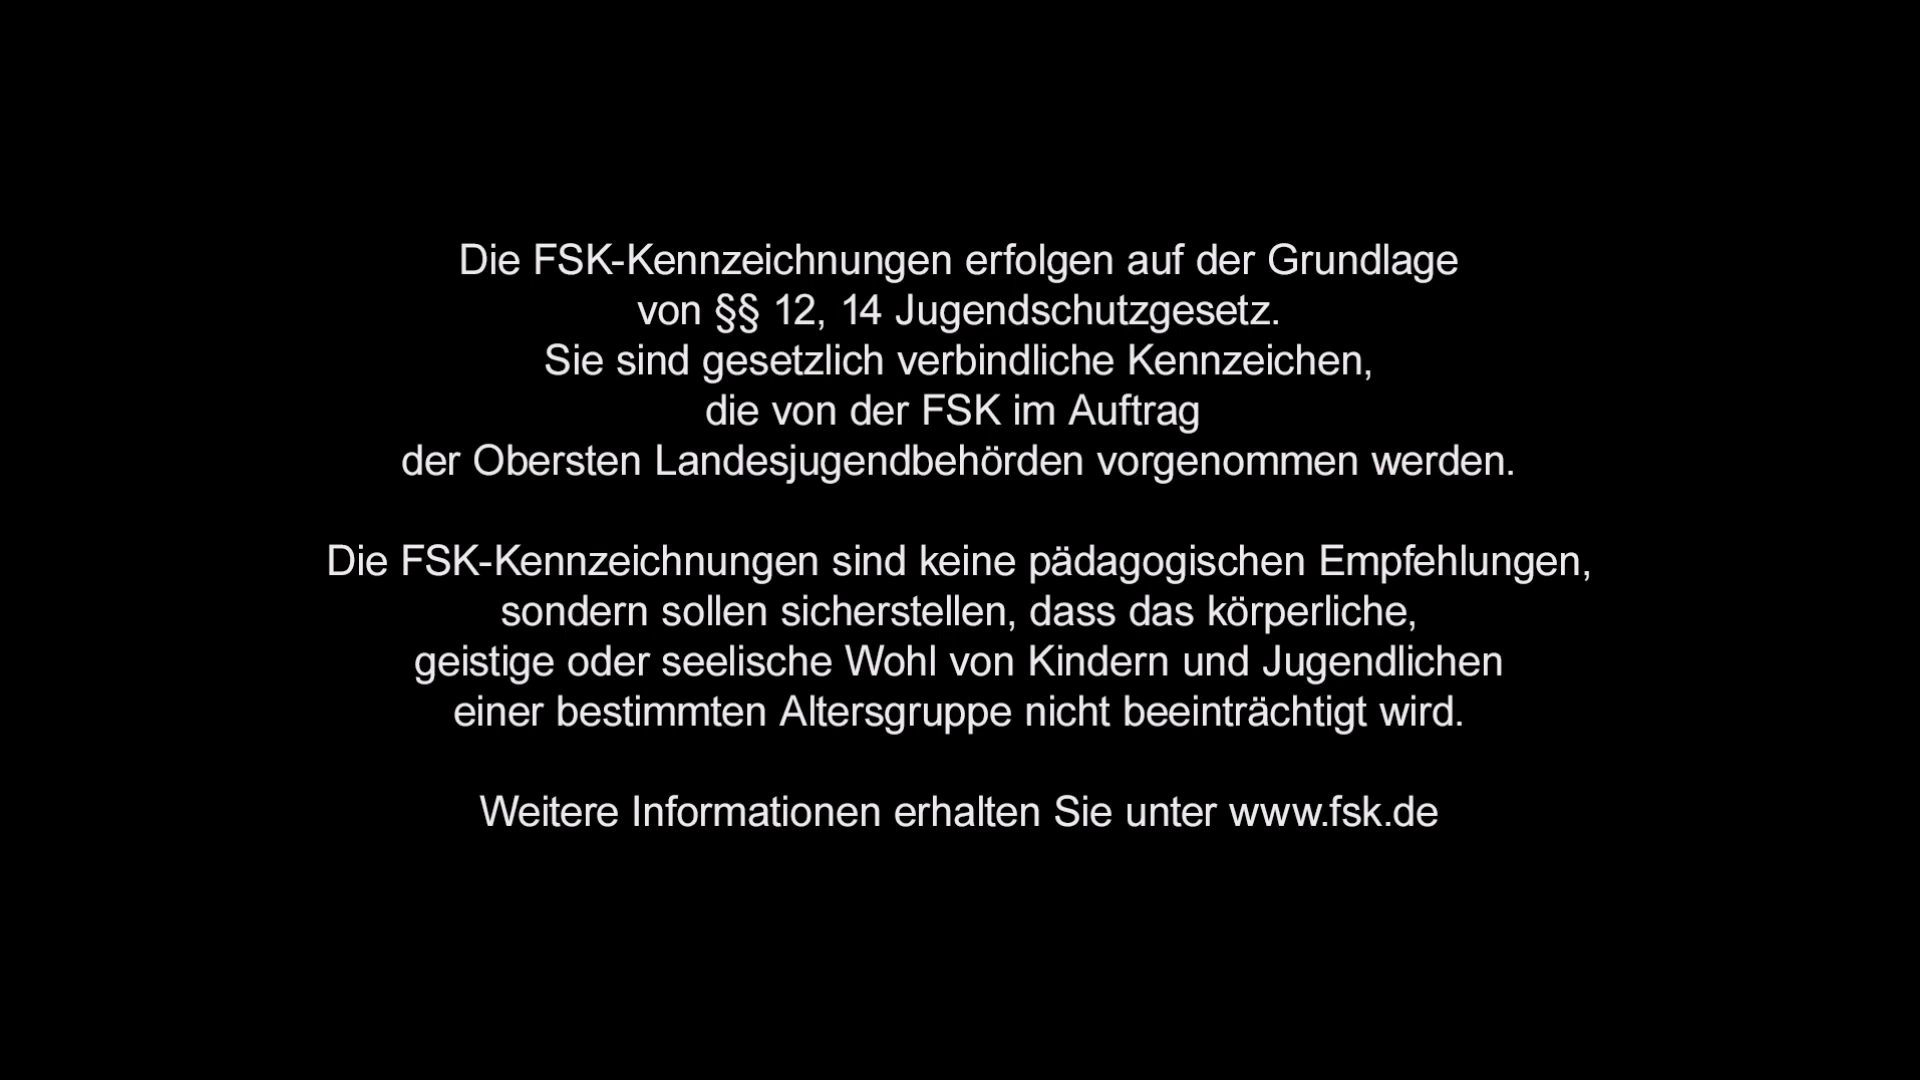 Die FSK-Kennzeichnungen erfolgen auf der Grundlage
von §§ 12, 14 Jugendschutzgesetz.
Sie sind gesetzlich verbindliche Kennzeichen,
die von der FSK im Auftrag
der Obersten Landesjugendbehörden vorgenommen werden.
Die FSK-Kennzeichnungen sind keine pädagogischen Empfehlungen,
sondern sollen sicherstellen, dass das körperliche,
geistige oder seelische Wohl von Kindern und Jugendlichen
einer bestimmten Altersgruppe nicht beeinträchtigt wird.
Weitere Informationen erhalten Sie unter www.fsk.de